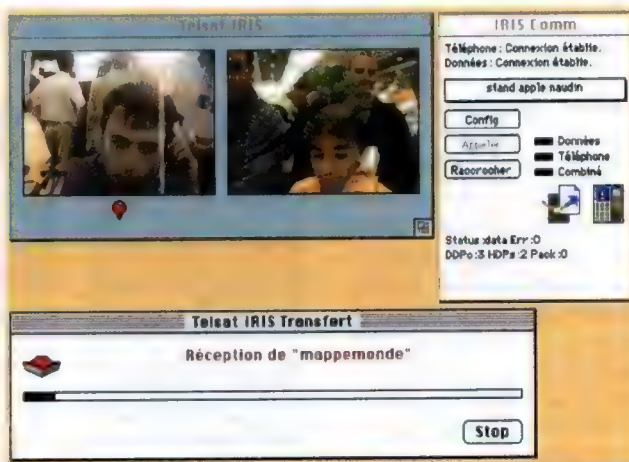 Telsat IRIS
IRIS Comm
Téléphone : Connexion établie.
Données : Connexion établie.
stand apple naudin
Config
Appeler
Données
Téléphone
Raccrocher
Combiné
Status :data Err :0
DDPo :3 HDPs :2 Pack :0
Telsat IRIS Transfert
Réception de "mappemonde"
Stop